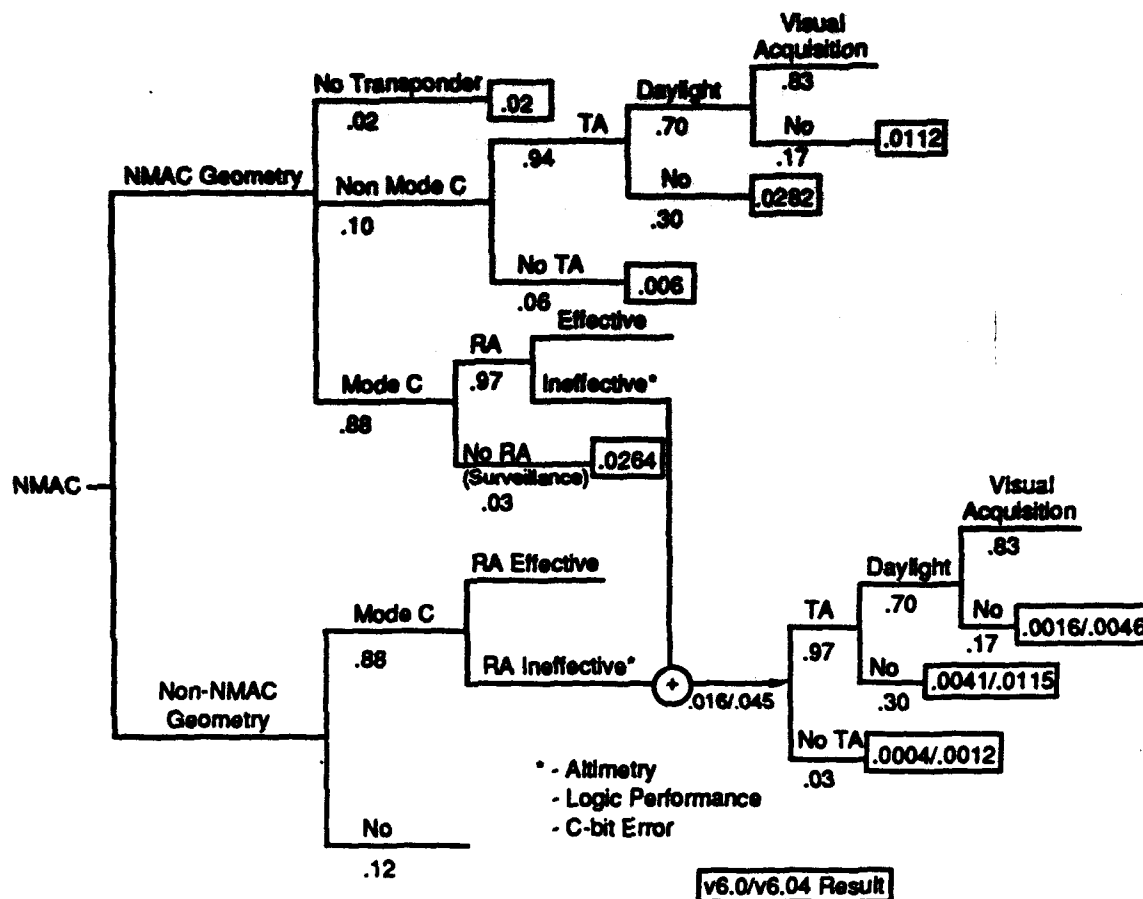 Visual
Acquisition
.83
No Transponder
.02
.02
Daylight
.70
TA
.94
No
.17
.0112
NMAC Geometry
Non Mode C
.10
No
.30
.0282
No TA
.06
.006
Effective
RA
.97
Ineffective*
Mode C
.88
No RA
(Surveillance)
.03
.0264
NMAC
Visual
Acquisition
.83
RA Effective
Daylight
.70
Mode C
.88
TA
.97
No
.17
.0016/.0046
RA Ineffective*
+
.016/.045
No
.30
.0041/.0115
Non-NMAC
Geometry
No TA
.03
.0004/.0012
* - Altimetry
- Logic Performance
- C-bit Error
No
.12
v6.0/v6.04 Result